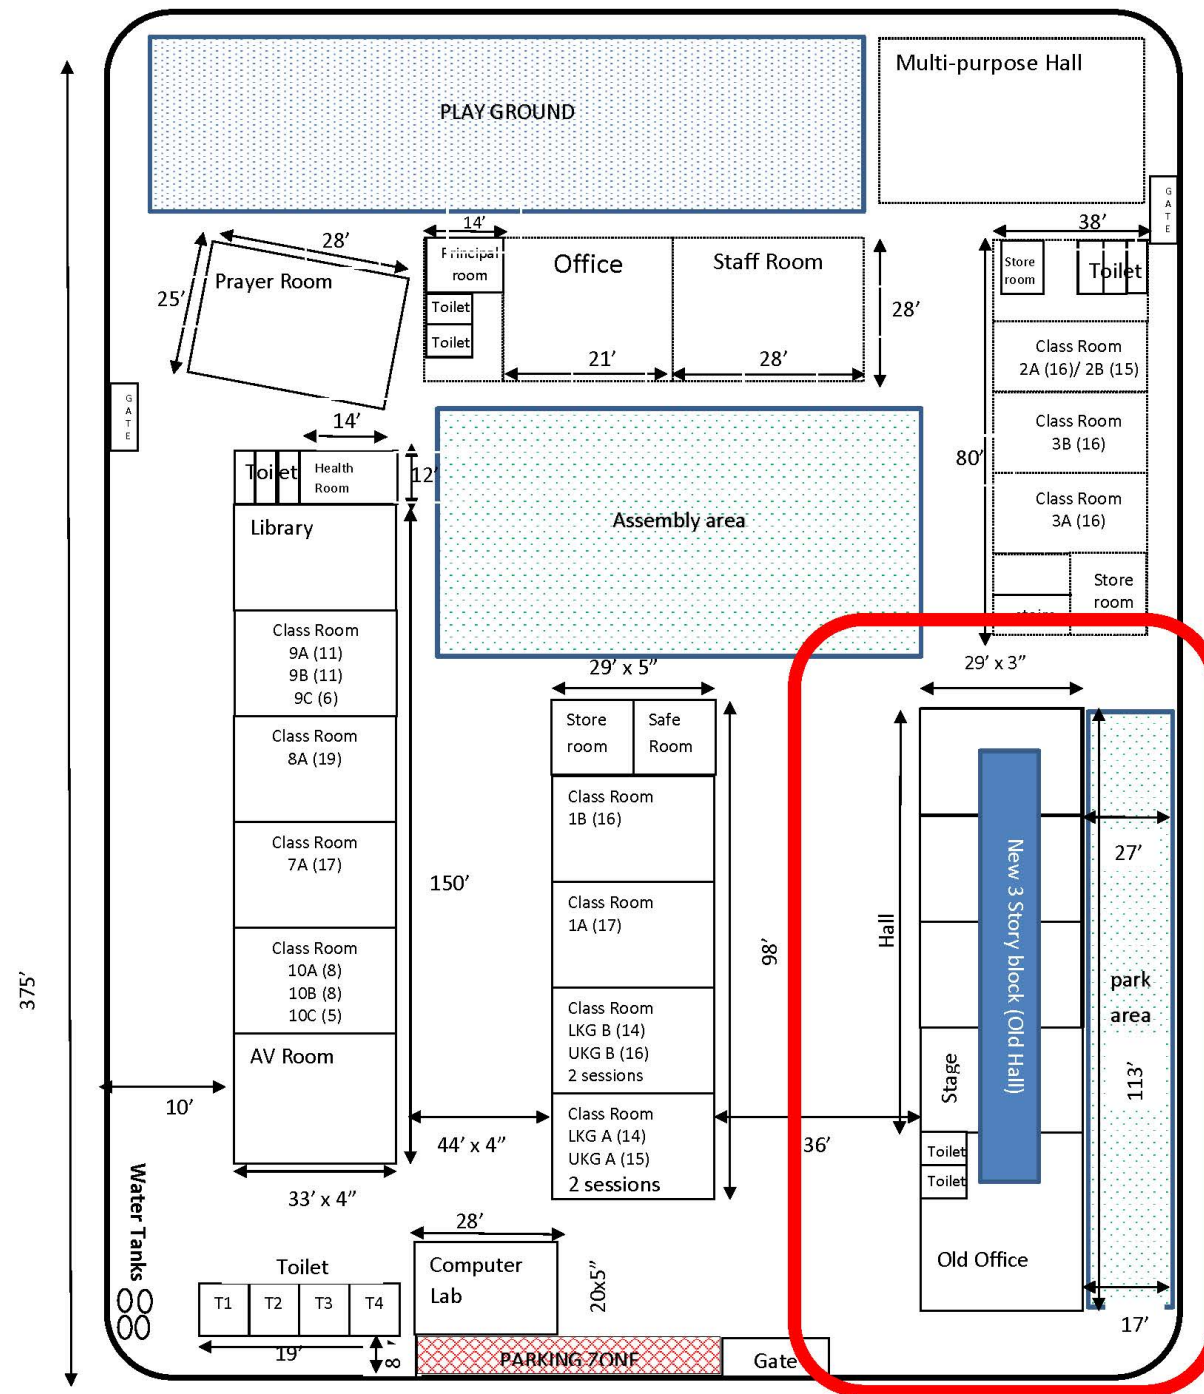 Multi-purpose Hall
PLAY GROUND
GATE
14'
38'
28'
Prayer Room
25'
Principal
room
Office
Staff Room
Toilet
Toilet
28'
21'
28'
Store
room
Toilet
Class Room
2A (16)/ 2B (15)
Class Room
3B (16)
80'
Class Room
3A (16)
Store
room
GATE
14'
Toilet
Health
Room
12'
Library
Assembly area
Class Room
9A (11)
9B (11)
9C (6)
Class Room
8A (19)
Class Room
7A (17)
150'
Class Room
10A (8)
10B (8)
10C (5)
AV Room
375'
10'
44' x 4"
33' x 4"
29' x 5"
Store
room
Safe
Room
Class Room
1B (16)
Class Room
1A (17)
98'
Class Room
LKG B (14)
UKG B (16)
2 sessions
Class Room
LKG A (14)
UKG A (15)
2 sessions
36'
29' x 3"
Hall
New 3 Story block (Old Hall)
27'
park
area
113'
Stage
Toilet
Toilet
Old Office
17'
Water Tanks
Toilet
T1
T2
T3
T4
19'
8'
28'
Computer
Lab
20x5"
PARKING ZONE
Gate